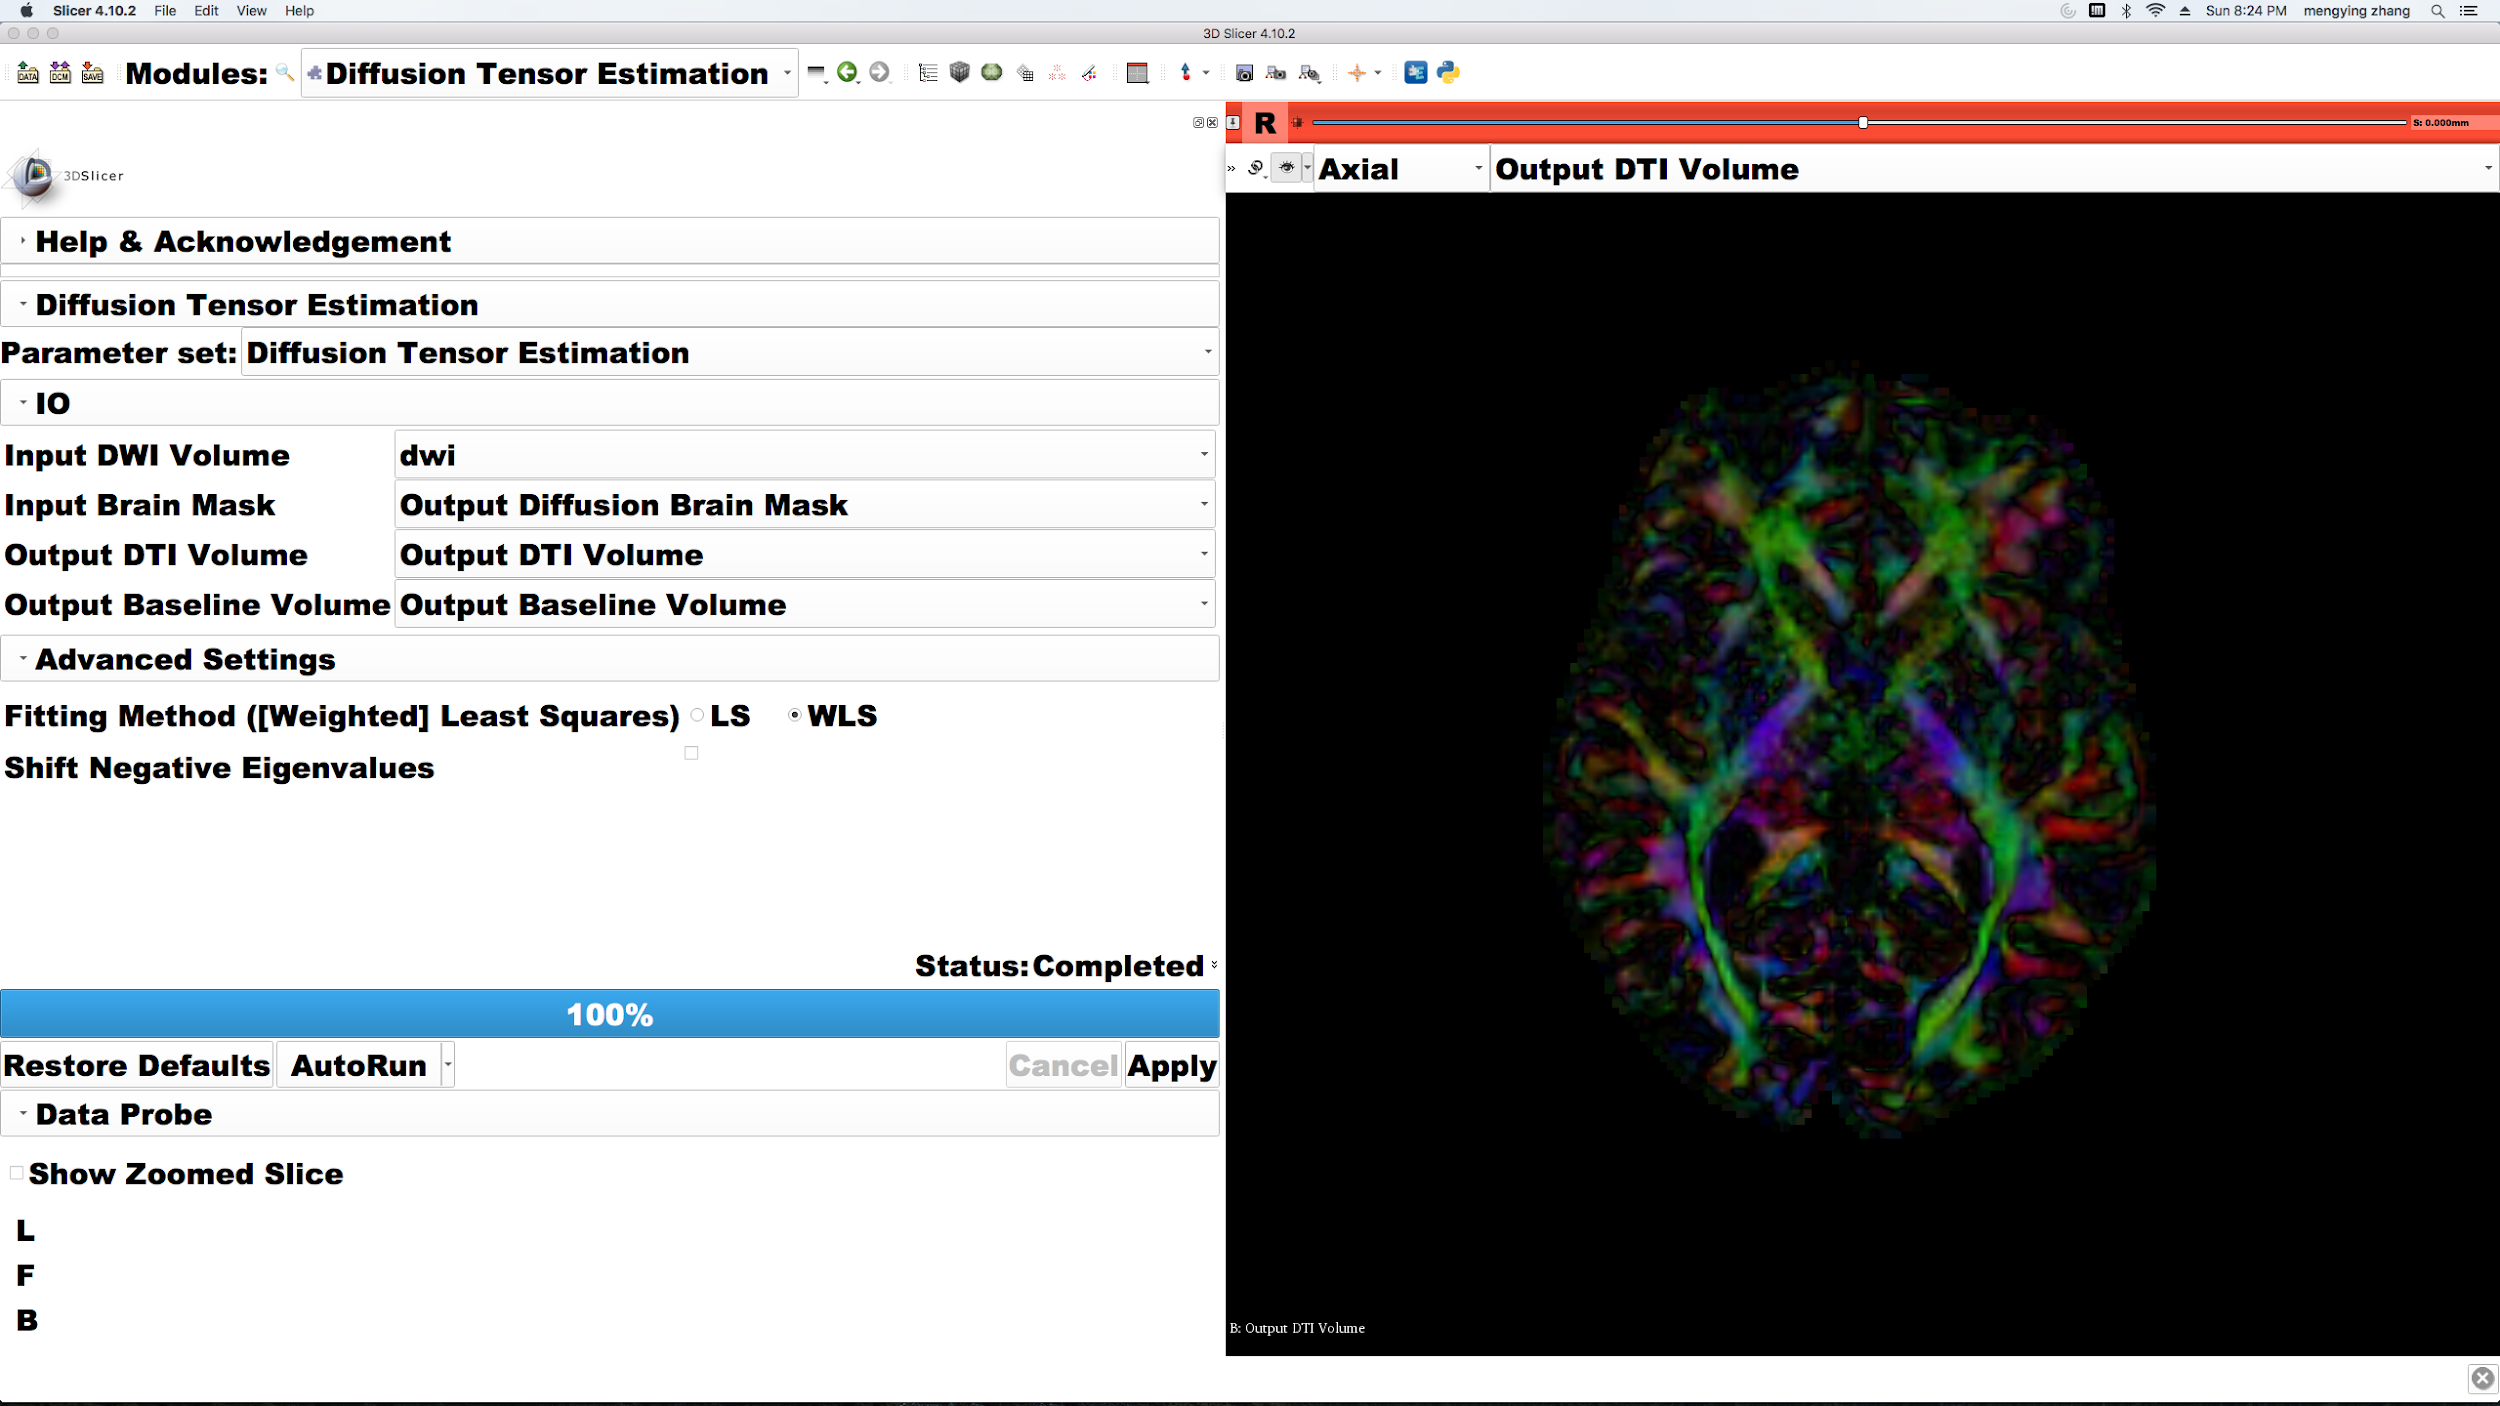 Slicer 4.10.2 File Edit View Help Sun 8:24 PM mengying zhang
3D Slicer 4.10.2
DATA DCM SAVE Modules: Diffusion Tensor Estimation
R S: 0.000mm
Axial Output DTI Volume
3DSlicer
Help & Acknowledgement
Diffusion Tensor Estimation
Parameter set: Diffusion Tensor Estimation
IO
Input DWI Volume dwi
Input Brain Mask Output Diffusion Brain Mask
Output DTI Volume Output DTI Volume
Output Baseline Volume Output Baseline Volume
Advanced Settings
Fitting Method ([Weighted] Least Squares) LS WLS
Shift Negative Eigenvalues
Status: Completed
100%
Restore Defaults AutoRun Cancel Apply
Data Probe
Show Zoomed Slice
L
F
B
B: Output DTI Volume